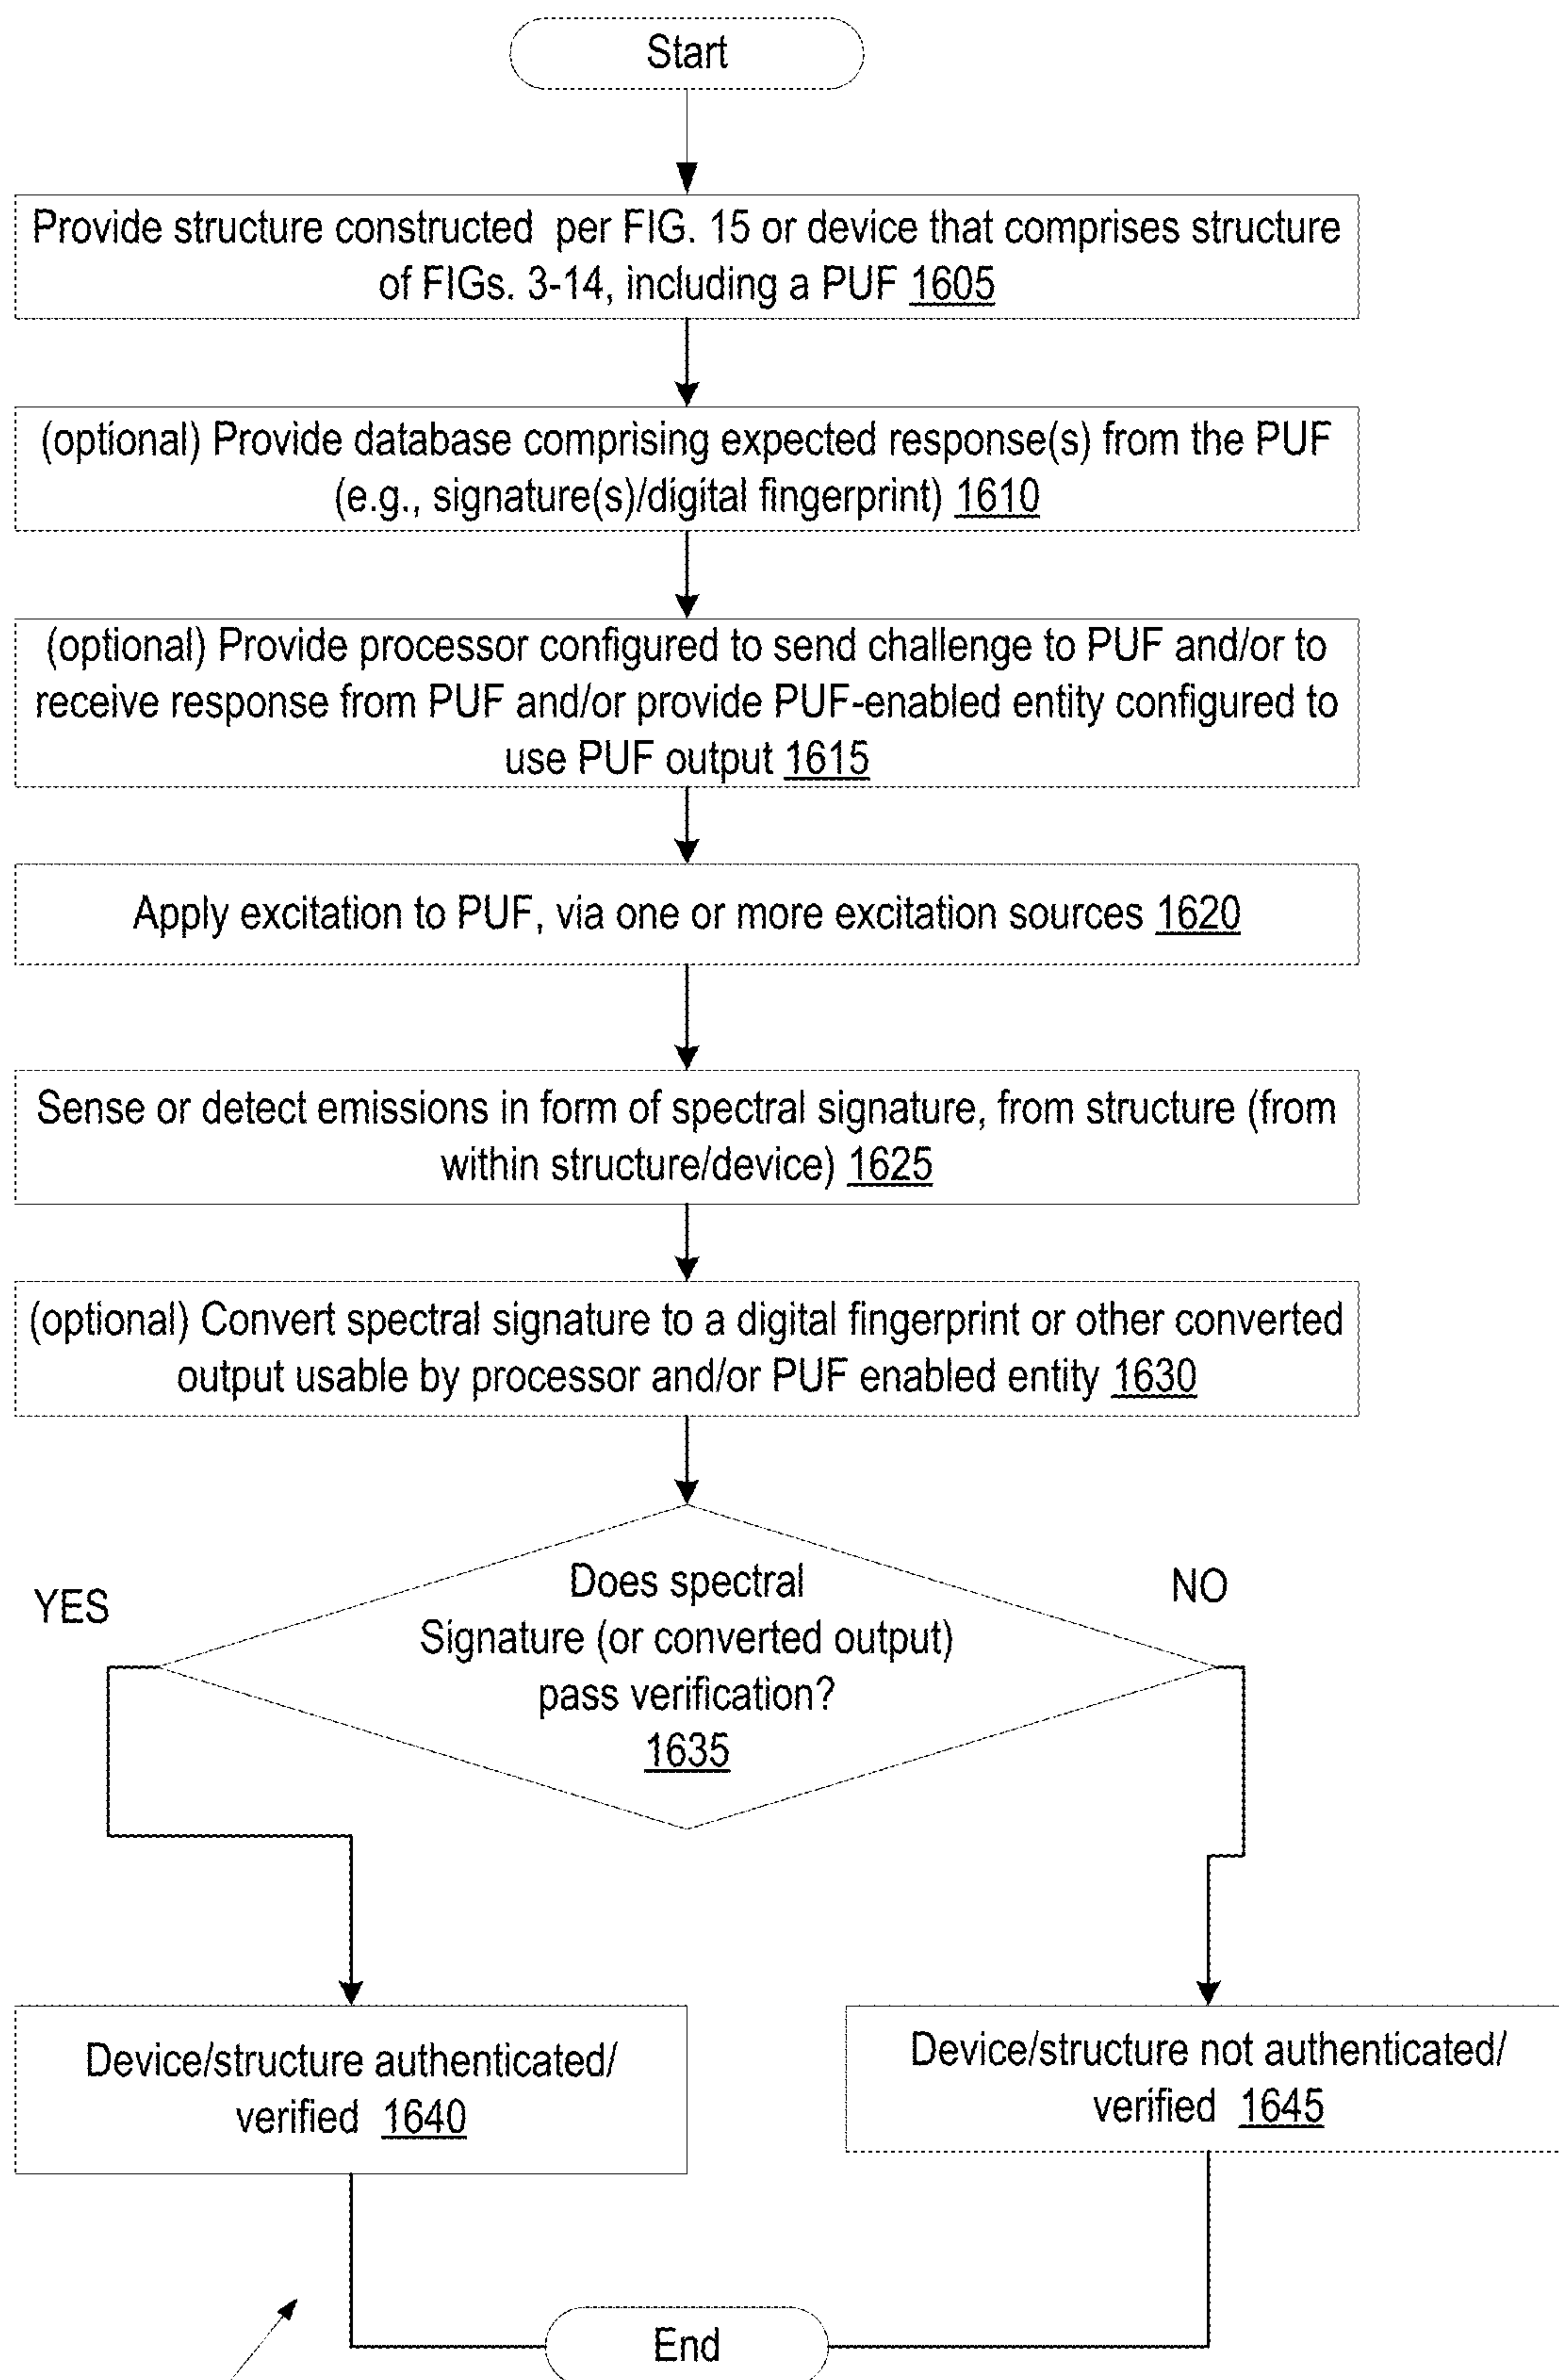 Start
Provide structure constructed per FIG. 15 or device that comprises structure
of FIGs. 3-14, including a PUF 1605
(optional) Provide database comprising expected response(s) from the PUF
(e.g., signature(s)/digital fingerprint) 1610
(optional) Provide processor configured to send challenge to PUF and/or to
receive response from PUF and/or provide PUF-enabled entity configured to
use PUF output 1615
Apply excitation to PUF, via one or more excitation sources 1620
Sense or detect emissions in form of spectral signature, from structure (from
within structure/device) 1625
(optional) Convert spectral signature to a digital fingerprint or other converted
output usable by processor and/or PUF enabled entity 1630
Does spectral
Signature (or converted output)
pass verification?
1635
YES
NO
Device/structure authenticated/
verified 1640
Device/structure not authenticated/
verified 1645
End